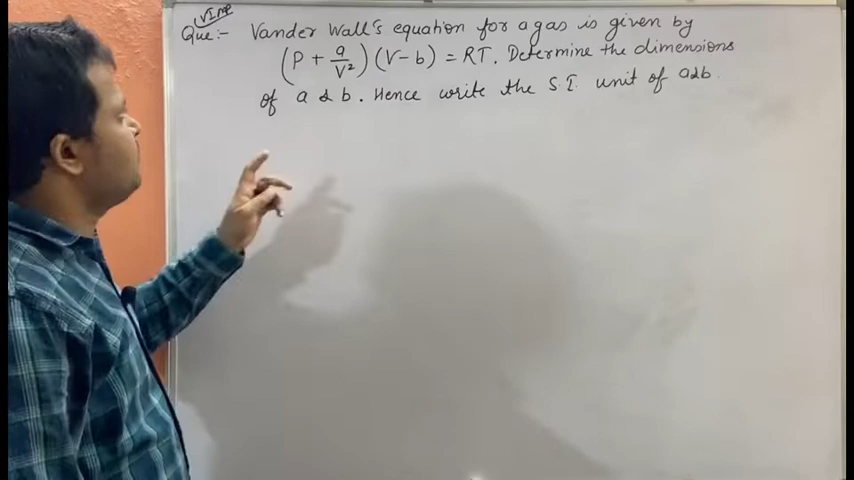 VImp
Que:- Vander Wall's equation for a gas is given by
(P + a/V²) (V - b) = RT. Determine the dimensions
of a & b. Hence write the S.I. unit of a&b.